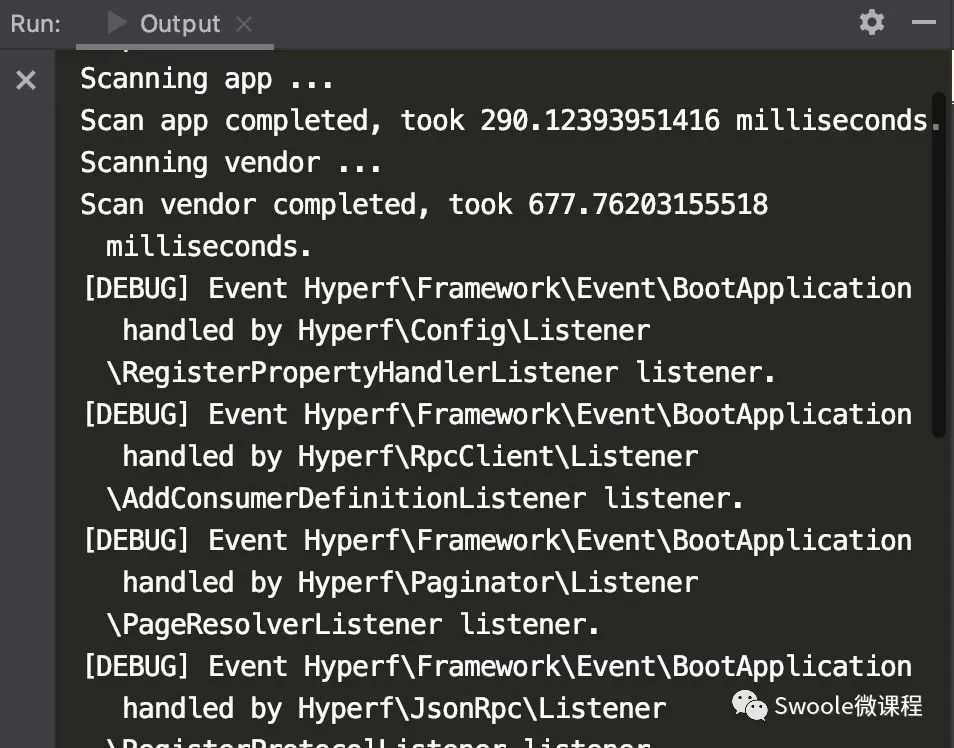 Run:
Output
Scanning app ...
Scan app completed, took 290.12393951416 milliseconds.
Scanning vendor ...
Scan vendor completed, took 677.76203155518
milliseconds.
[DEBUG] Event Hyperf\Framework\Event\BootApplication
handled by Hyperf\Config\Listener
\RegisterPropertyHandlerListener listener.
[DEBUG] Event Hyperf\Framework\Event\BootApplication
handled by Hyperf\RpcClient\Listener
\AddConsumerDefinitionListener listener.
[DEBUG] Event Hyperf\Framework\Event\BootApplication
handled by Hyperf\Paginator\Listener
\PageResolverListener listener.
[DEBUG] Event Hyperf\Framework\Event\BootApplication
handled by Hyperf\JsonRpc\Listener
\RegisterProtocolListener listener.
Swoole微课程